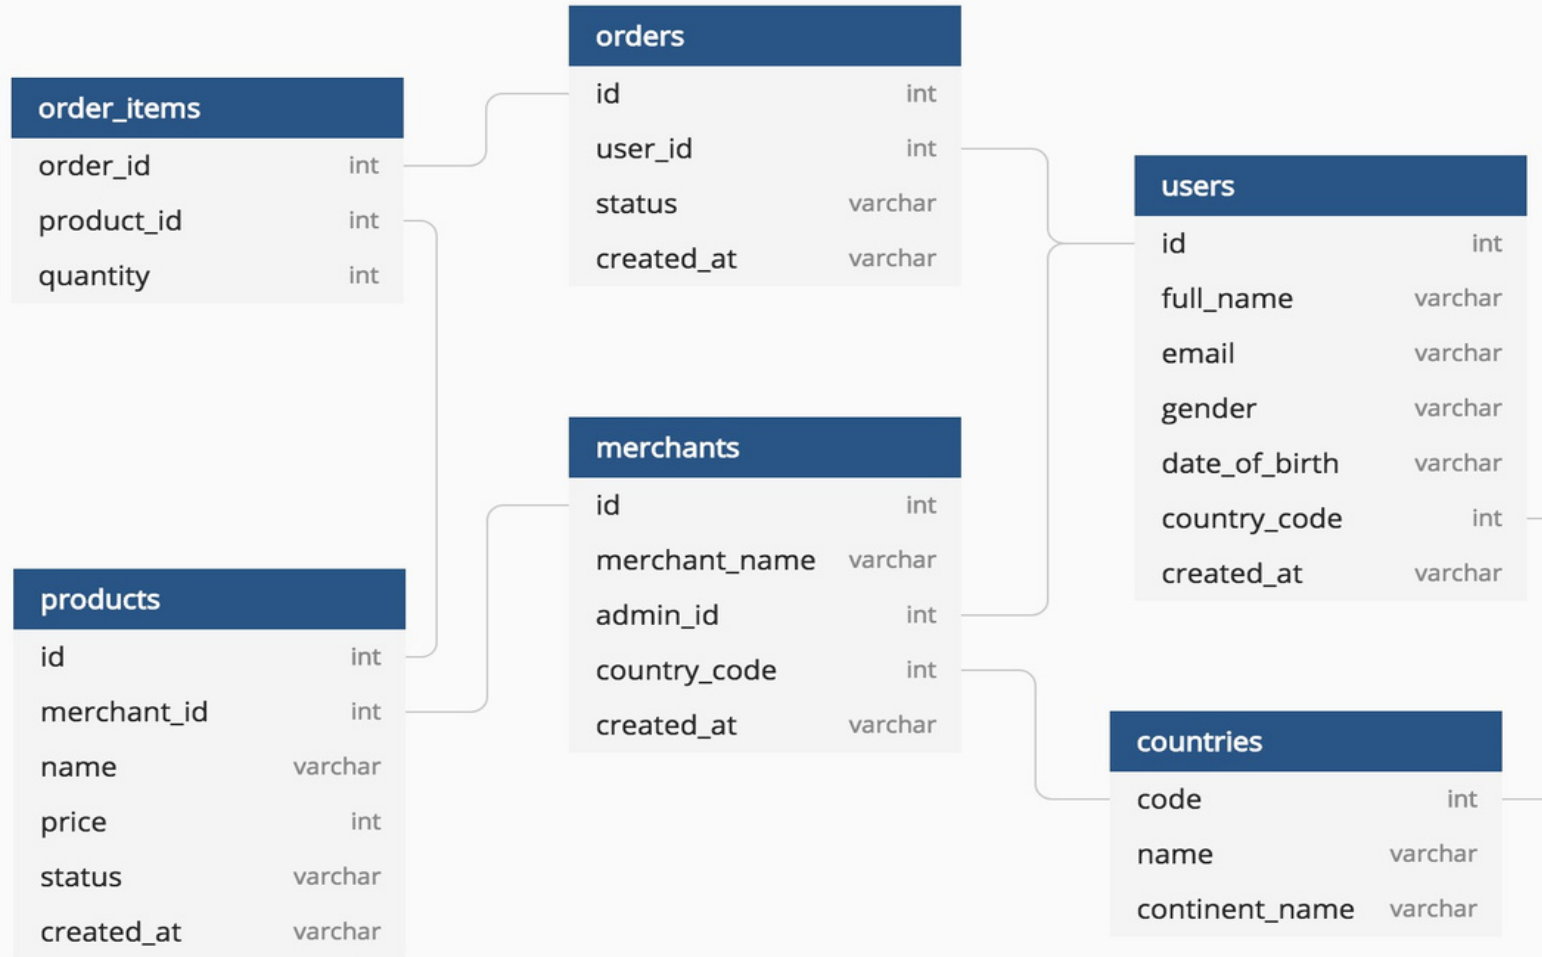 orders
id int
user_id int
status varchar
created_at varchar
order_items
order_id int
product_id int
quantity int
users
id int
full_name varchar
email varchar
gender varchar
date_of_birth varchar
country_code int
created_at varchar
merchants
id int
merchant_name varchar
admin_id int
country_code int
created_at varchar
products
id int
merchant_id int
name varchar
price int
status varchar
created_at varchar
countries
code int
name varchar
continent_name varchar